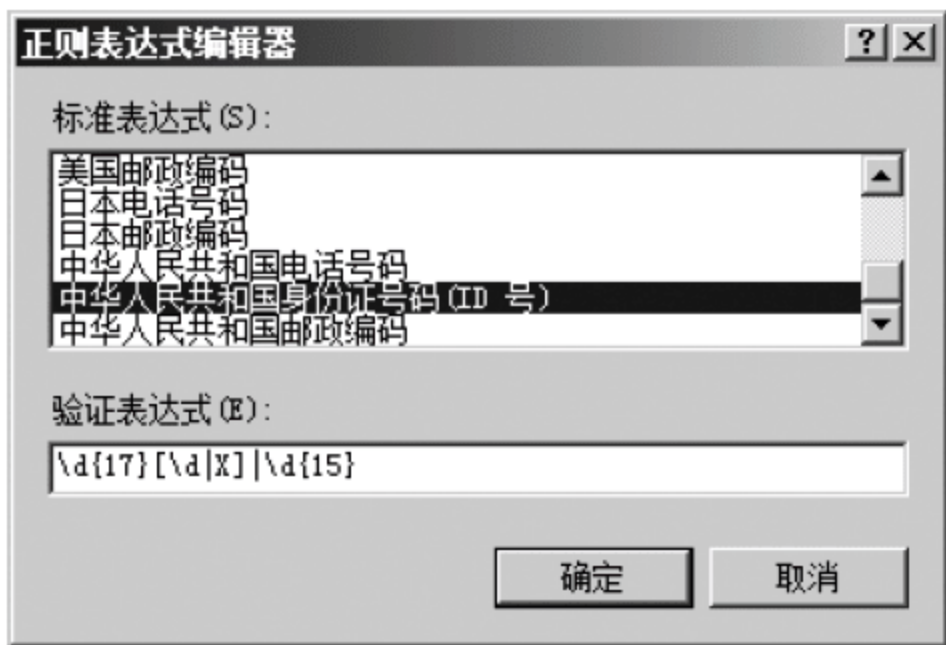 正则表达式编辑器
标准表达式(S):
美国邮政编码
日本电话号码
日本邮政编码
中华人民共和国电话号码
中华人民共和国身份证号码(ID 号)
中华人民共和国邮政编码
验证表达式(E):
\d{17}[\d|X]|\d{15}
确定 取消